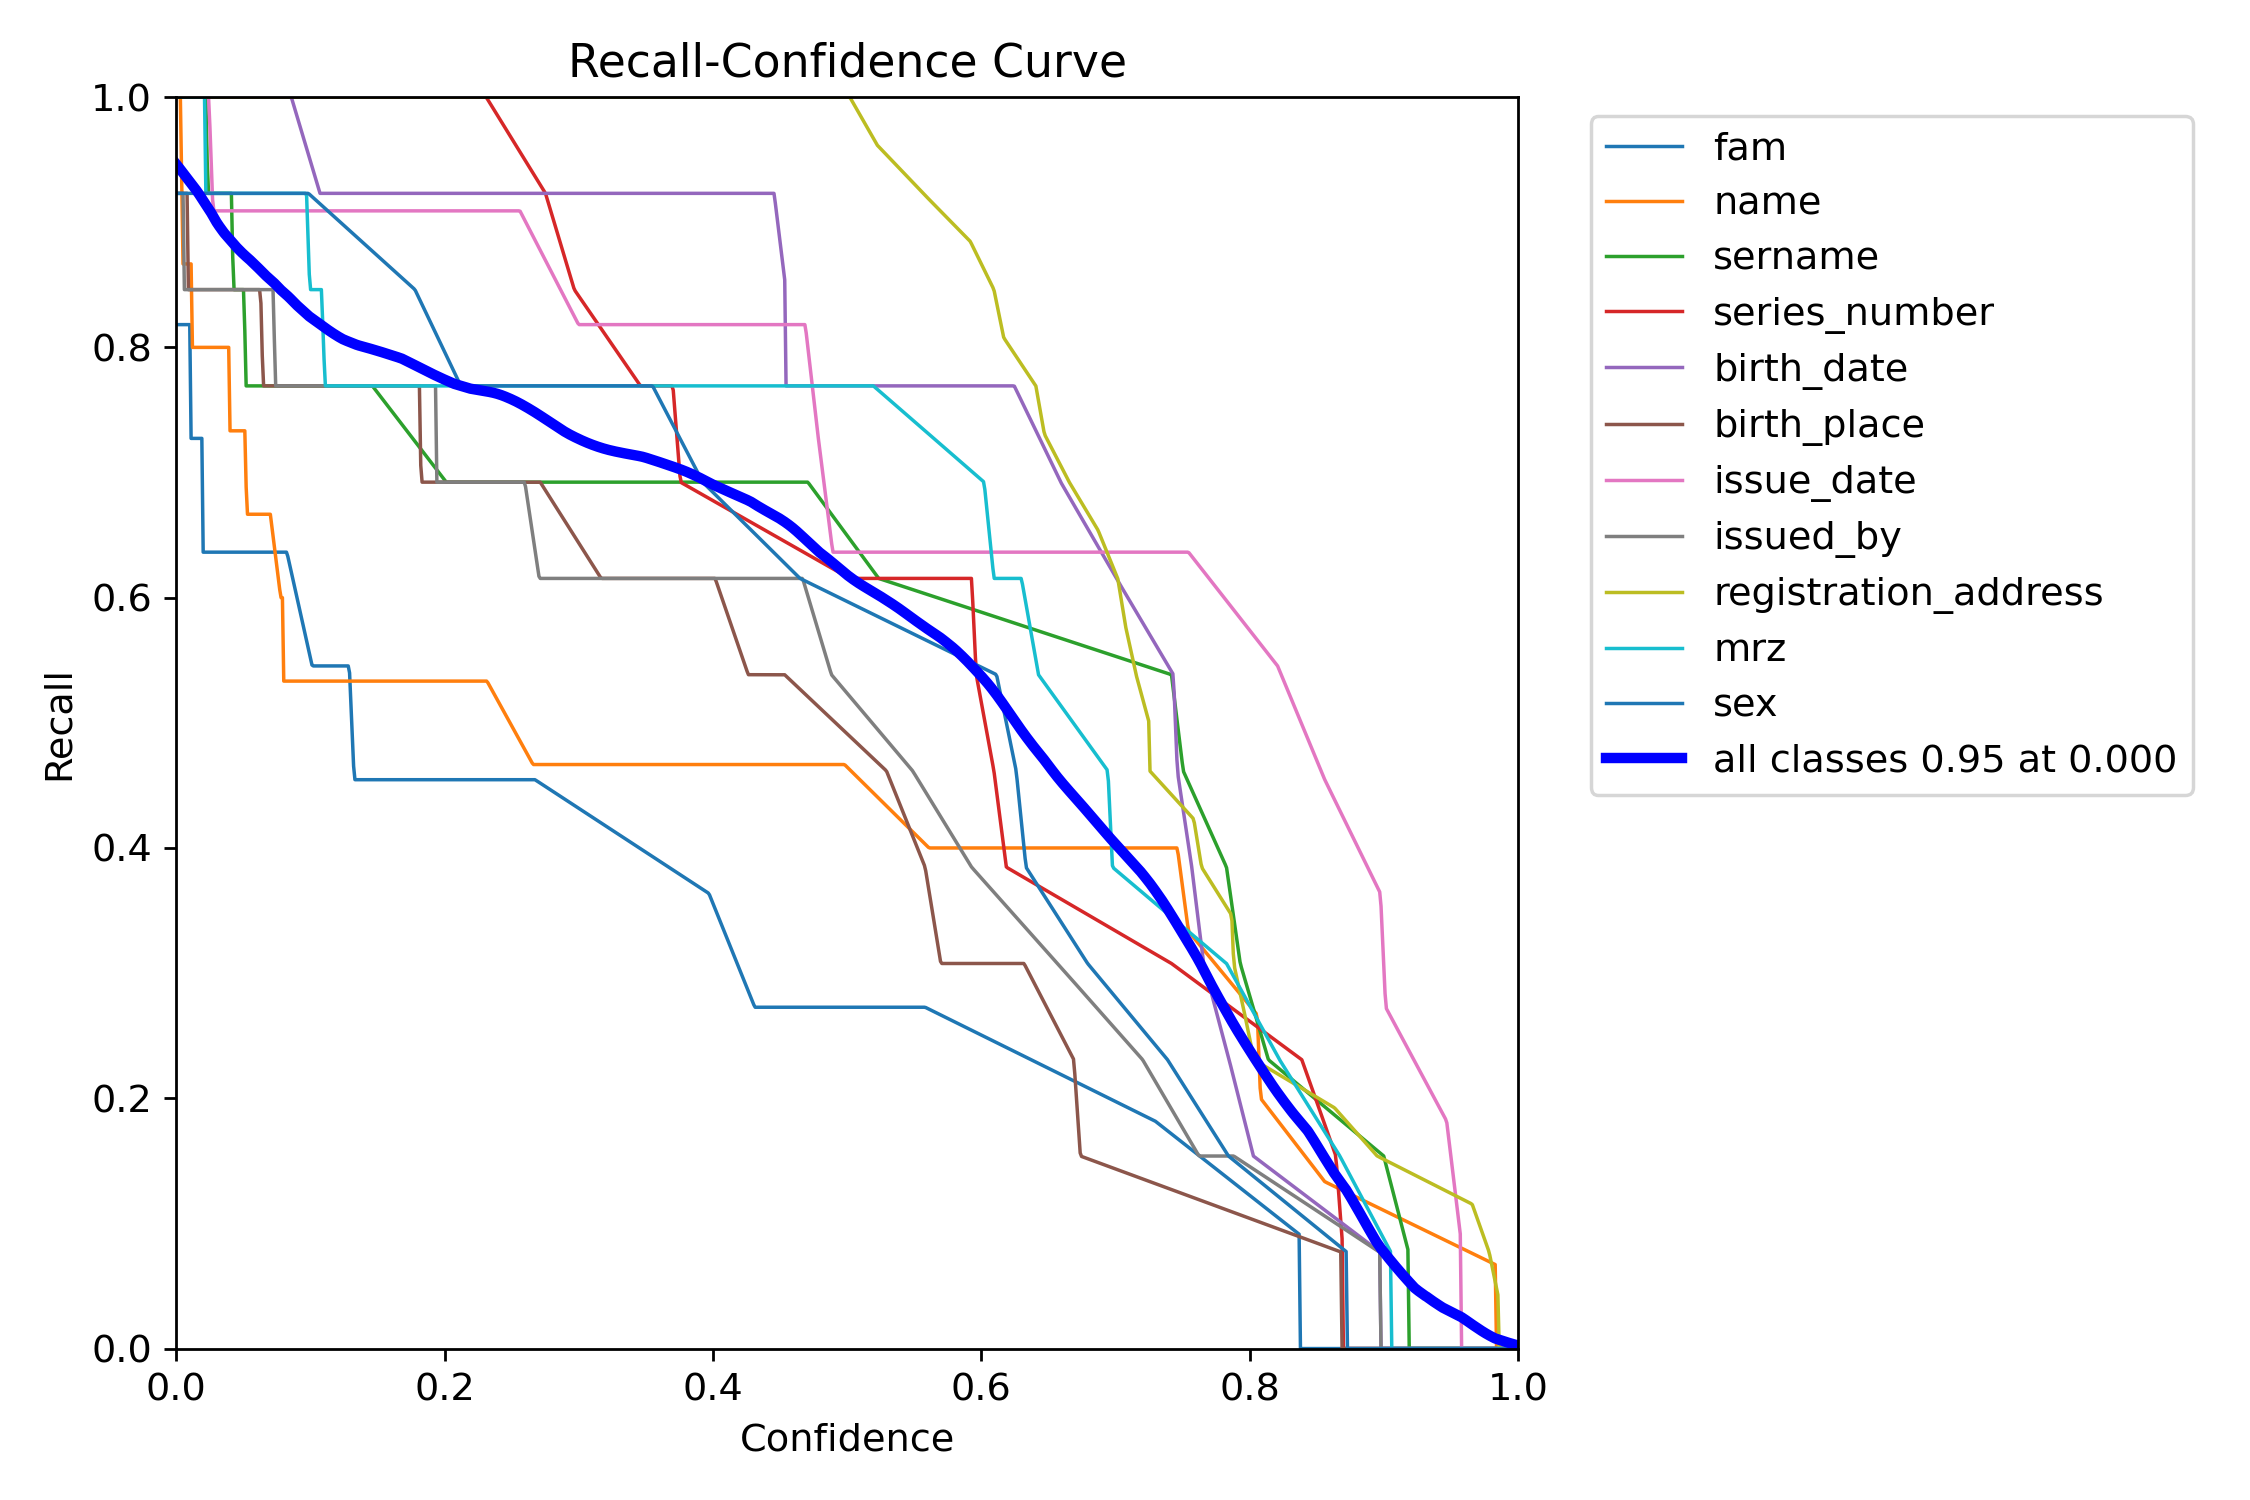 Recall-Confidence Curve
1.0
0.8
0.6
0.4
0.2
0.0
Recall
0.0 0.2 0.4 0.6 0.8 1.0
Confidence
fam
name
sername
series_number
birth_date
birth_place
issue_date
issued_by
registration_address
mrz
sex
all classes 0.95 at 0.000